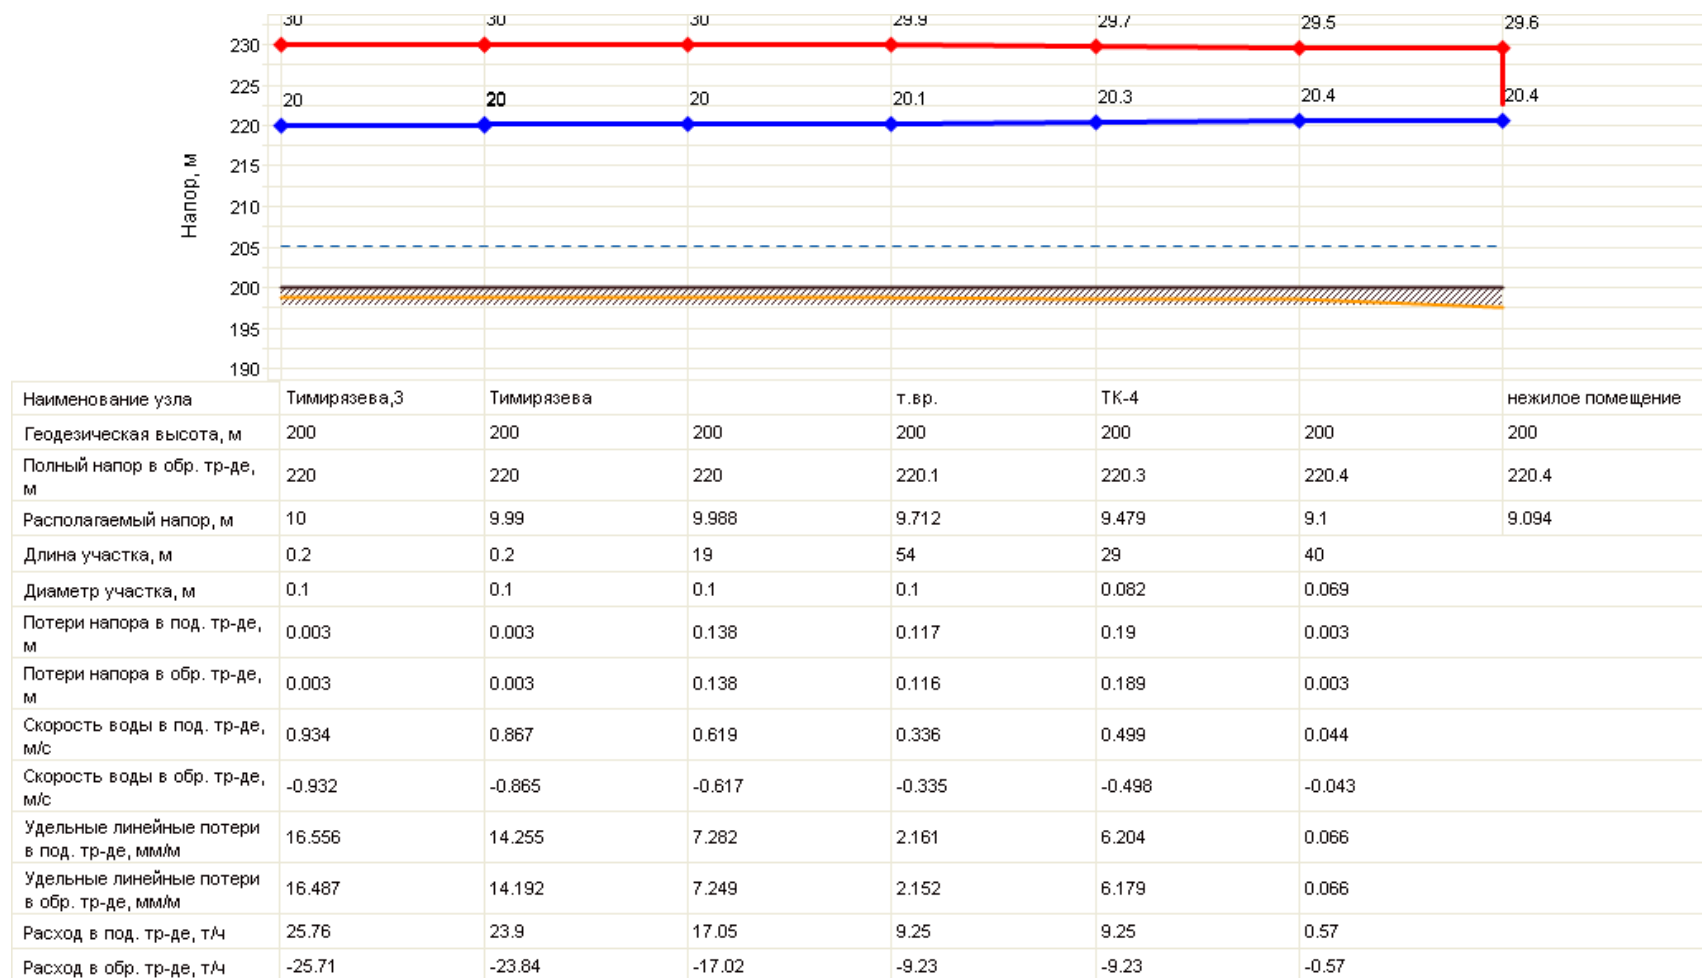 30 30 30 29.9 29.7 29.5 29.6
230
225
20 20 20 20.1 20.3 20.4 20.4
220
215
210
205
200
195
190
Напор, м
Наименование узла Тимирязева,3 Тимирязева т.вр. ТК-4 нежилое помещение
Геодезическая высота, м 200 200 200 200 200 200 200
Полный напор в обр. тр-де,
м 220 220 220 220.1 220.3 220.4 220.4
Располагаемый напор, м 10 9.99 9.988 9.712 9.479 9.1 9.094
Длина участка, м 0.2 0.2 19 54 29 40
Диаметр участка, м 0.1 0.1 0.1 0.1 0.082 0.069
Потери напора в под. тр-де,
м 0.003 0.003 0.138 0.117 0.19 0.003
Потери напора в обр. тр-де,
м 0.003 0.003 0.138 0.116 0.189 0.003
Скорость воды в под. тр-де,
м/с 0.934 0.867 0.619 0.336 0.499 0.044
Скорость воды в обр. тр-де,
м/с -0.932 -0.865 -0.617 -0.335 -0.498 -0.043
Удельные линейные потери
в под. тр-де, мм/м 16.556 14.255 7.282 2.161 6.204 0.066
Удельные линейные потери
в обр. тр-де, мм/м 16.487 14.192 7.249 2.152 6.179 0.066
Расход в под. тр-де, т/ч 25.76 23.9 17.05 9.25 9.25 0.57
Расход в обр. тр-де, т/ч -25.71 -23.84 -17.02 -9.23 -9.23 -0.57